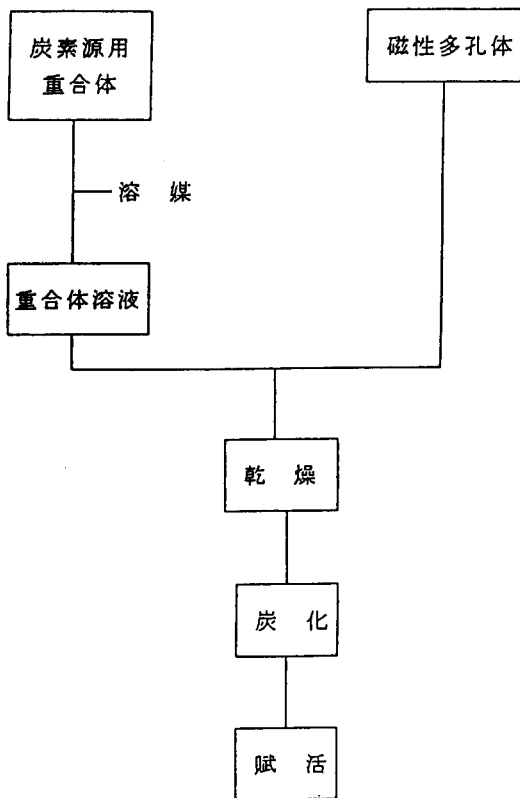 炭素源用
重合体
磁性多孔体
溶 媒
重合体溶液
乾 燥
炭 化
賦 活